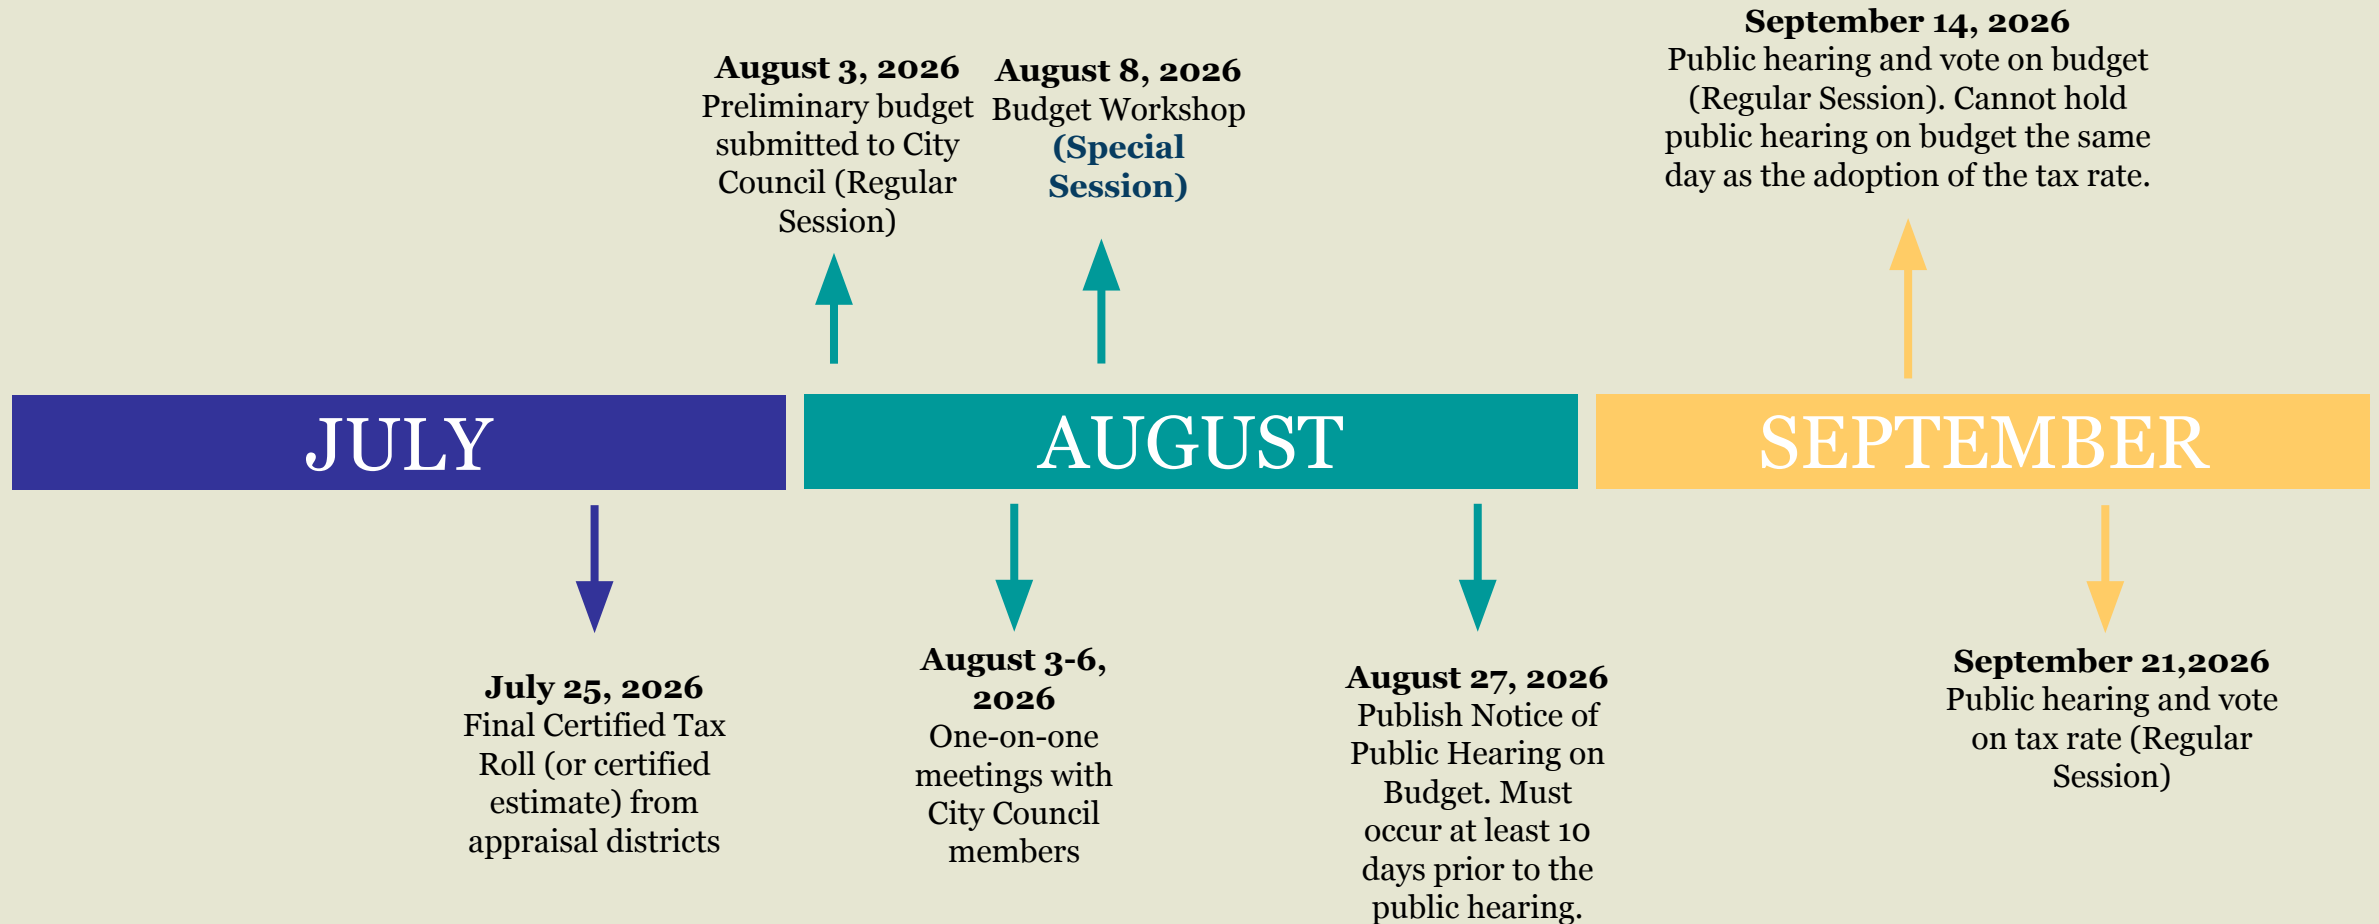 August 3, 2026
Preliminary budget
submitted to City
Council (Regular
Session)
August 8, 2026
Budget Workshop
(Special
Session)
September 14, 2026
Public hearing and vote on budget
(Regular Session). Cannot hold
public hearing on budget the same
day as the adoption of the tax rate.
JULY
AUGUST
SEPTEMBER
July 25, 2026
Final Certified Tax
Roll (or certified
estimate) from
appraisal districts
August 3-6,
2026
One-on-one
meetings with
City Council
members
August 27, 2026
Publish Notice of
Public Hearing on
Budget. Must
occur at least 10
days prior to the
public hearing.
September 21,2026
Public hearing and vote
on tax rate (Regular
Session)